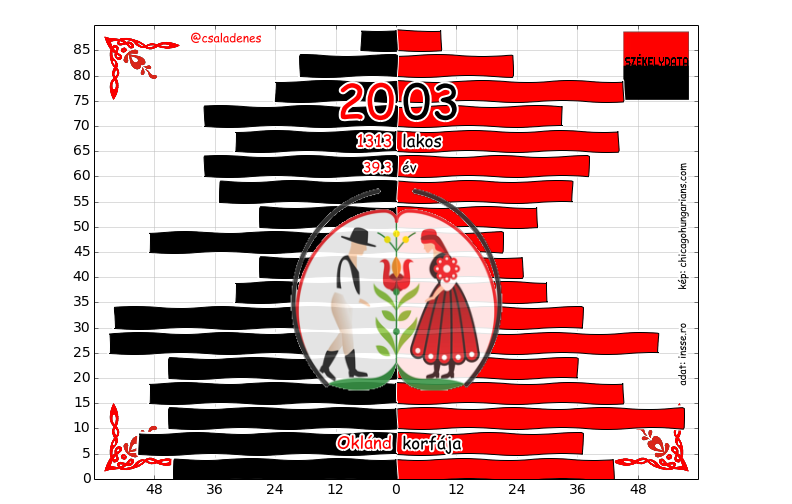 @csaladenes
SZÉKELYDATA
2003
1313 lakos
39.3 év
kép: chicagohungarians.com
adat: insse.ro
Oklánd korfája
85
80
75
70
65
60
55
50
45
40
35
30
25
20
15
10
5
0
48 36 24 12 0 12 24 36 48